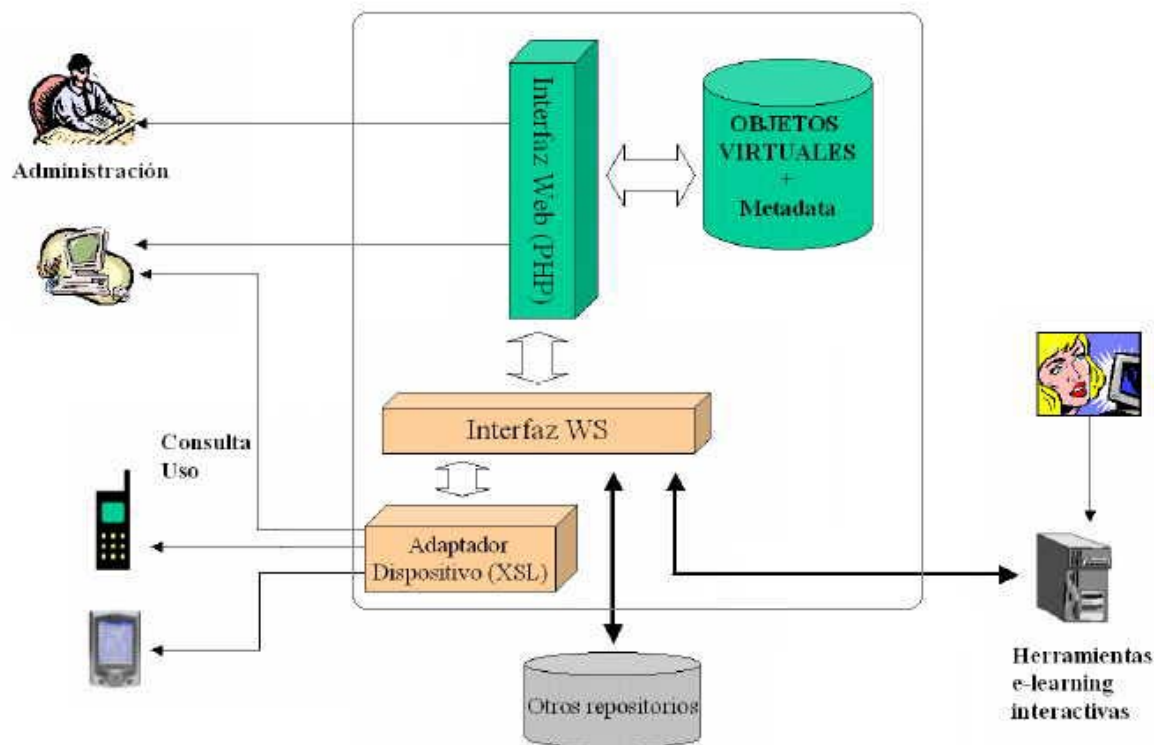 Administración
Interfaz Web (PHP)
OBJETOS
VIRTUALES
+
Metadata
Interfaz WS
Consulta
Uso
Adaptador
Dispositivo (XSL)
Otros repositorios
Herramientas
e-learning
interactivas